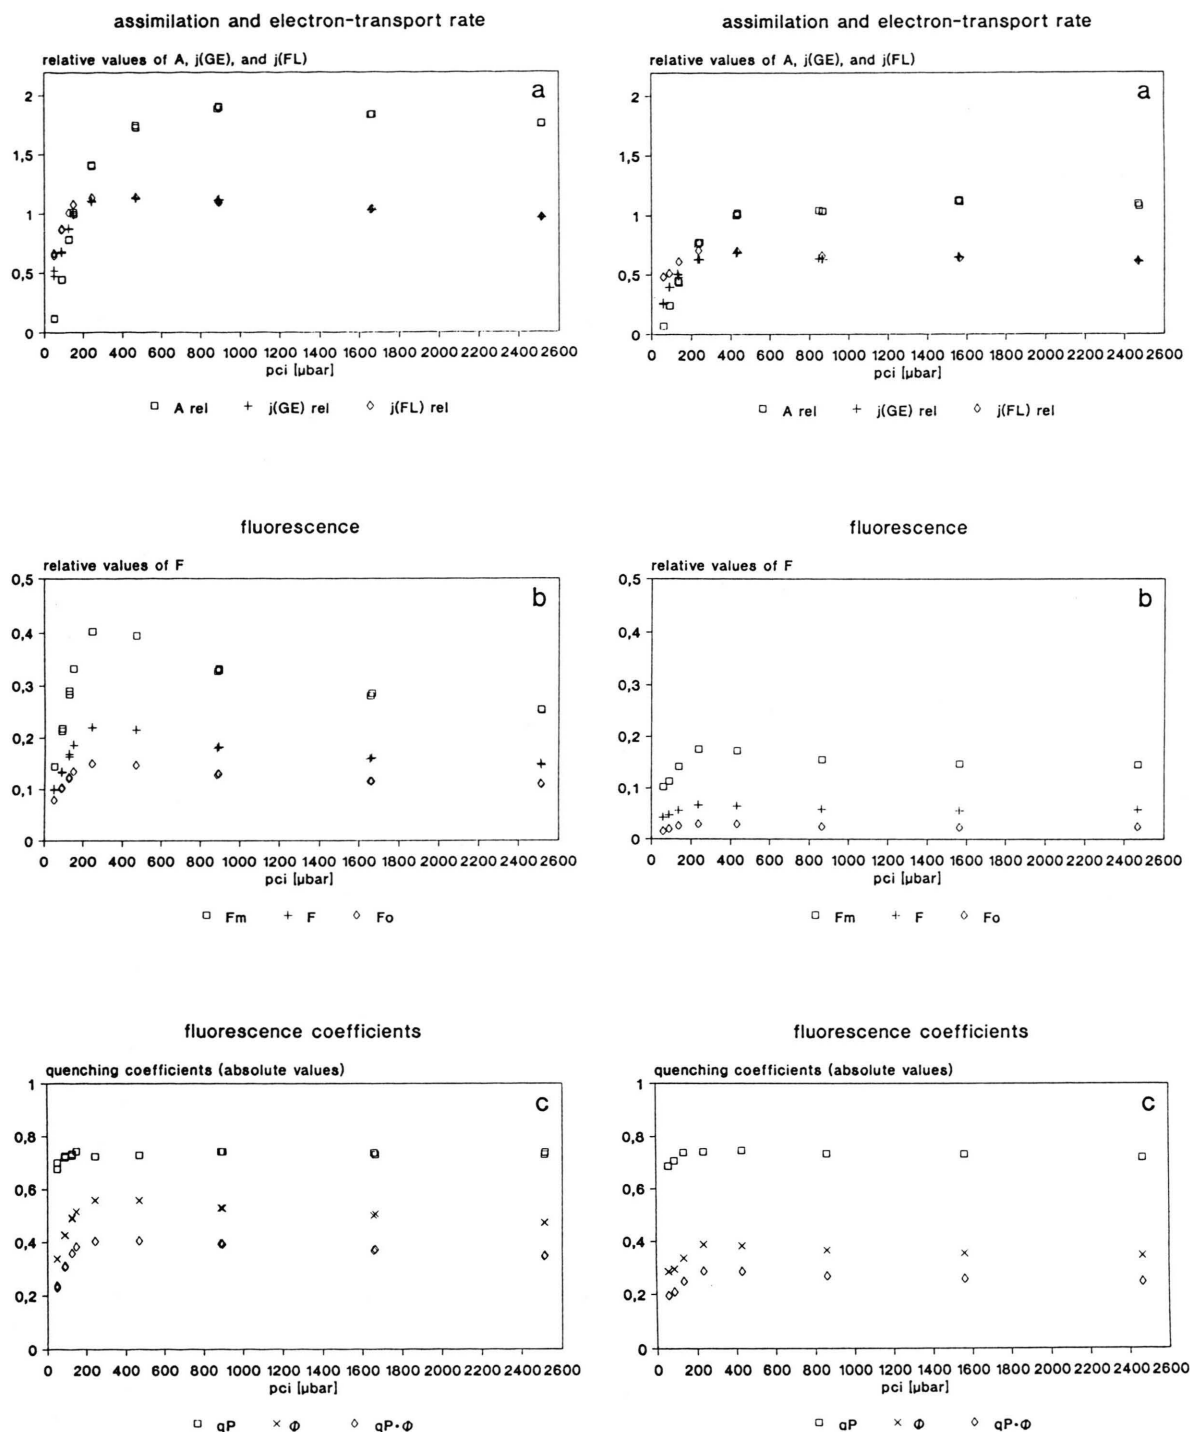 assimilation and electron-transport rate
relative values of A, j(GE), and j(FL)
a
2
1,5
1
0,5
0
0 200 400 600 800 1000 1200 1400 1600 1800 2000 2200 2400 2600
pci [µbar]
□ A rel + j(GE) rel ◇ j(FL) rel
fluorescence
relative values of F
b
0,5
0,4
0,3
0,2
0,1
0
0 200 400 600 800 1000 1200 1400 1600 1800 2000 2200 2400 2600
pci [µbar]
□ Fm + F ◇ Fo
fluorescence coefficients
quenching coefficients (absolute values)
c
1
0,8
0,6
0,4
0,2
0
0 200 400 600 800 1000 1200 1400 1600 1800 2000 2200 2400 2600
pci [µbar]
□ qP × Φ ◇ qP·Φ
assimilation and electron-transport rate
relative values of A, j(GE), and j(FL)
a
2
1,5
1
0,5
0
0 200 400 600 800 1000 1200 1400 1600 1800 2000 2200 2400 2600
pci [µbar]
□ A rel + j(GE) rel ◇ j(FL) rel
fluorescence
relative values of F
b
0,5
0,4
0,3
0,2
0,1
0
0 200 400 600 800 1000 1200 1400 1600 1800 2000 2200 2400 2600
pci [µbar]
□ Fm + F ◇ Fo
fluorescence coefficients
quenching coefficients (absolute values)
c
1
0,8
0,6
0,4
0,2
0
0 200 400 600 800 1000 1200 1400 1600 1800 2000 2200 2400 2600
pci [µbar]
□ qP × Φ ◇ qP·Φ